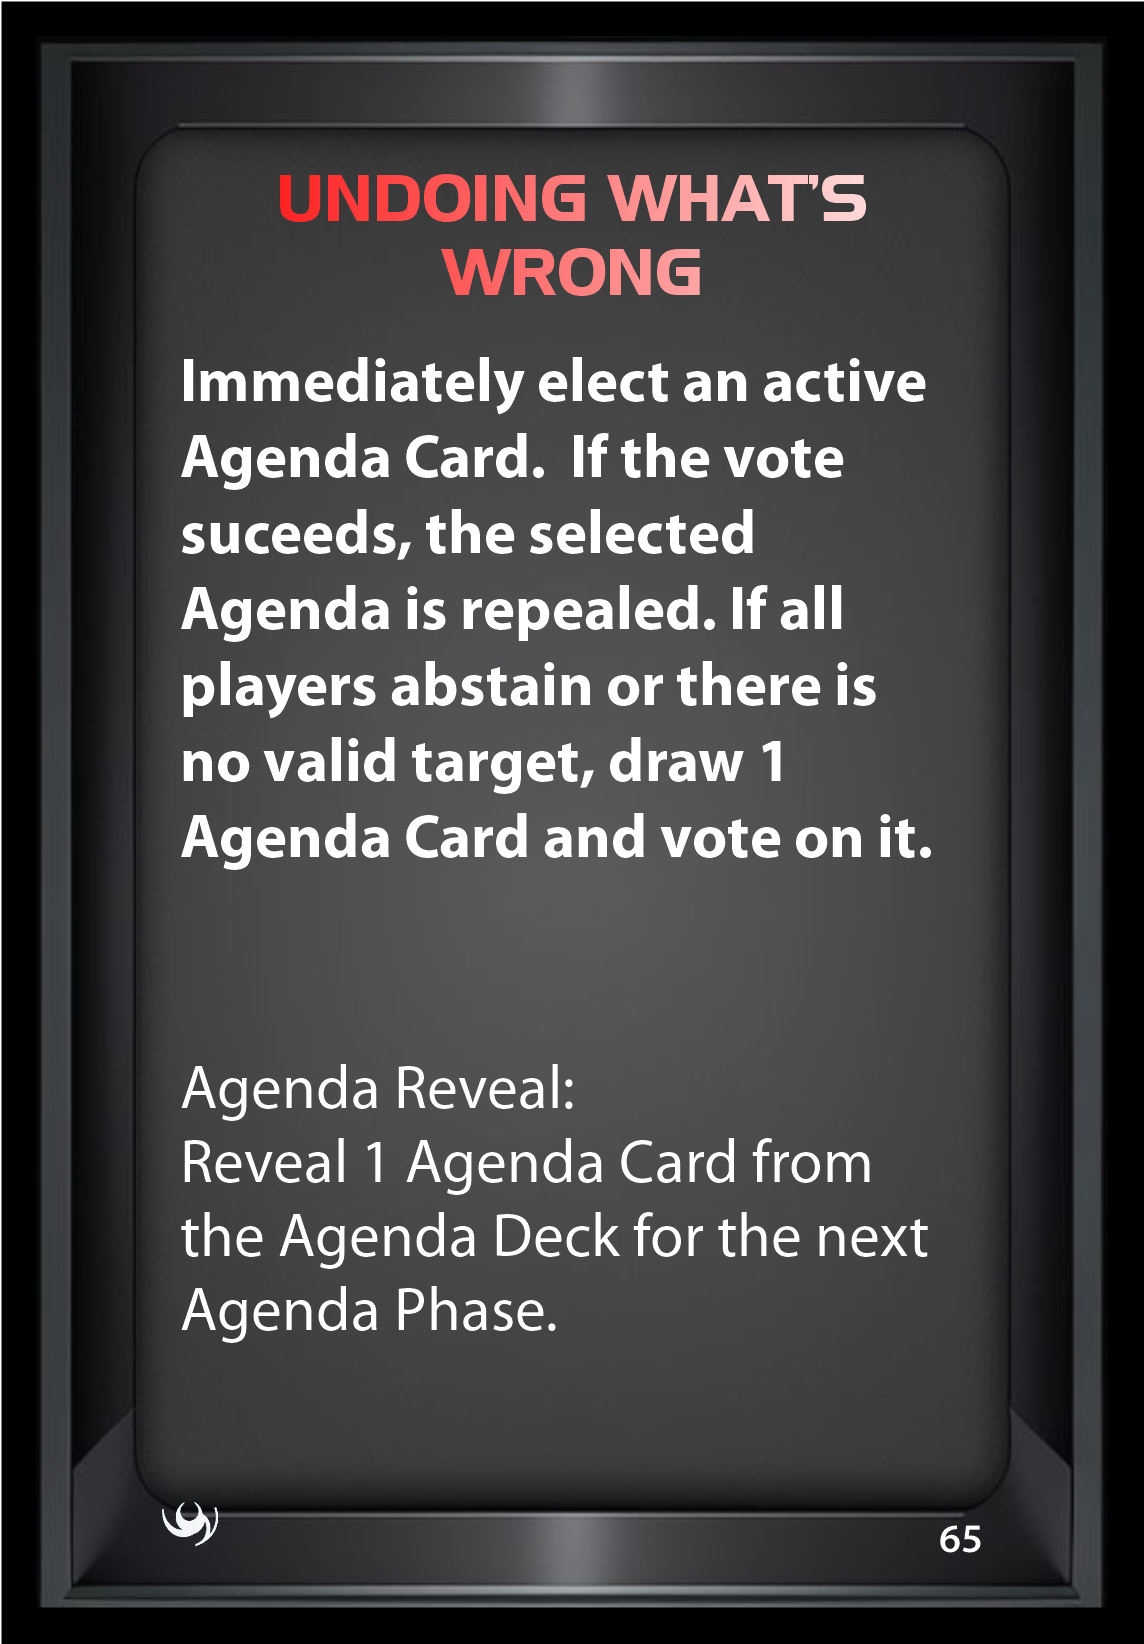 UNDOING WHAT'S
WRONG
Immediately elect an active
Agenda Card.  If the vote
suceeds, the selected
Agenda is repealed. If all
players abstain or there is
no valid target, draw 1
Agenda Card and vote on it.
Agenda Reveal:
Reveal 1 Agenda Card from
the Agenda Deck for the next
Agenda Phase.
65